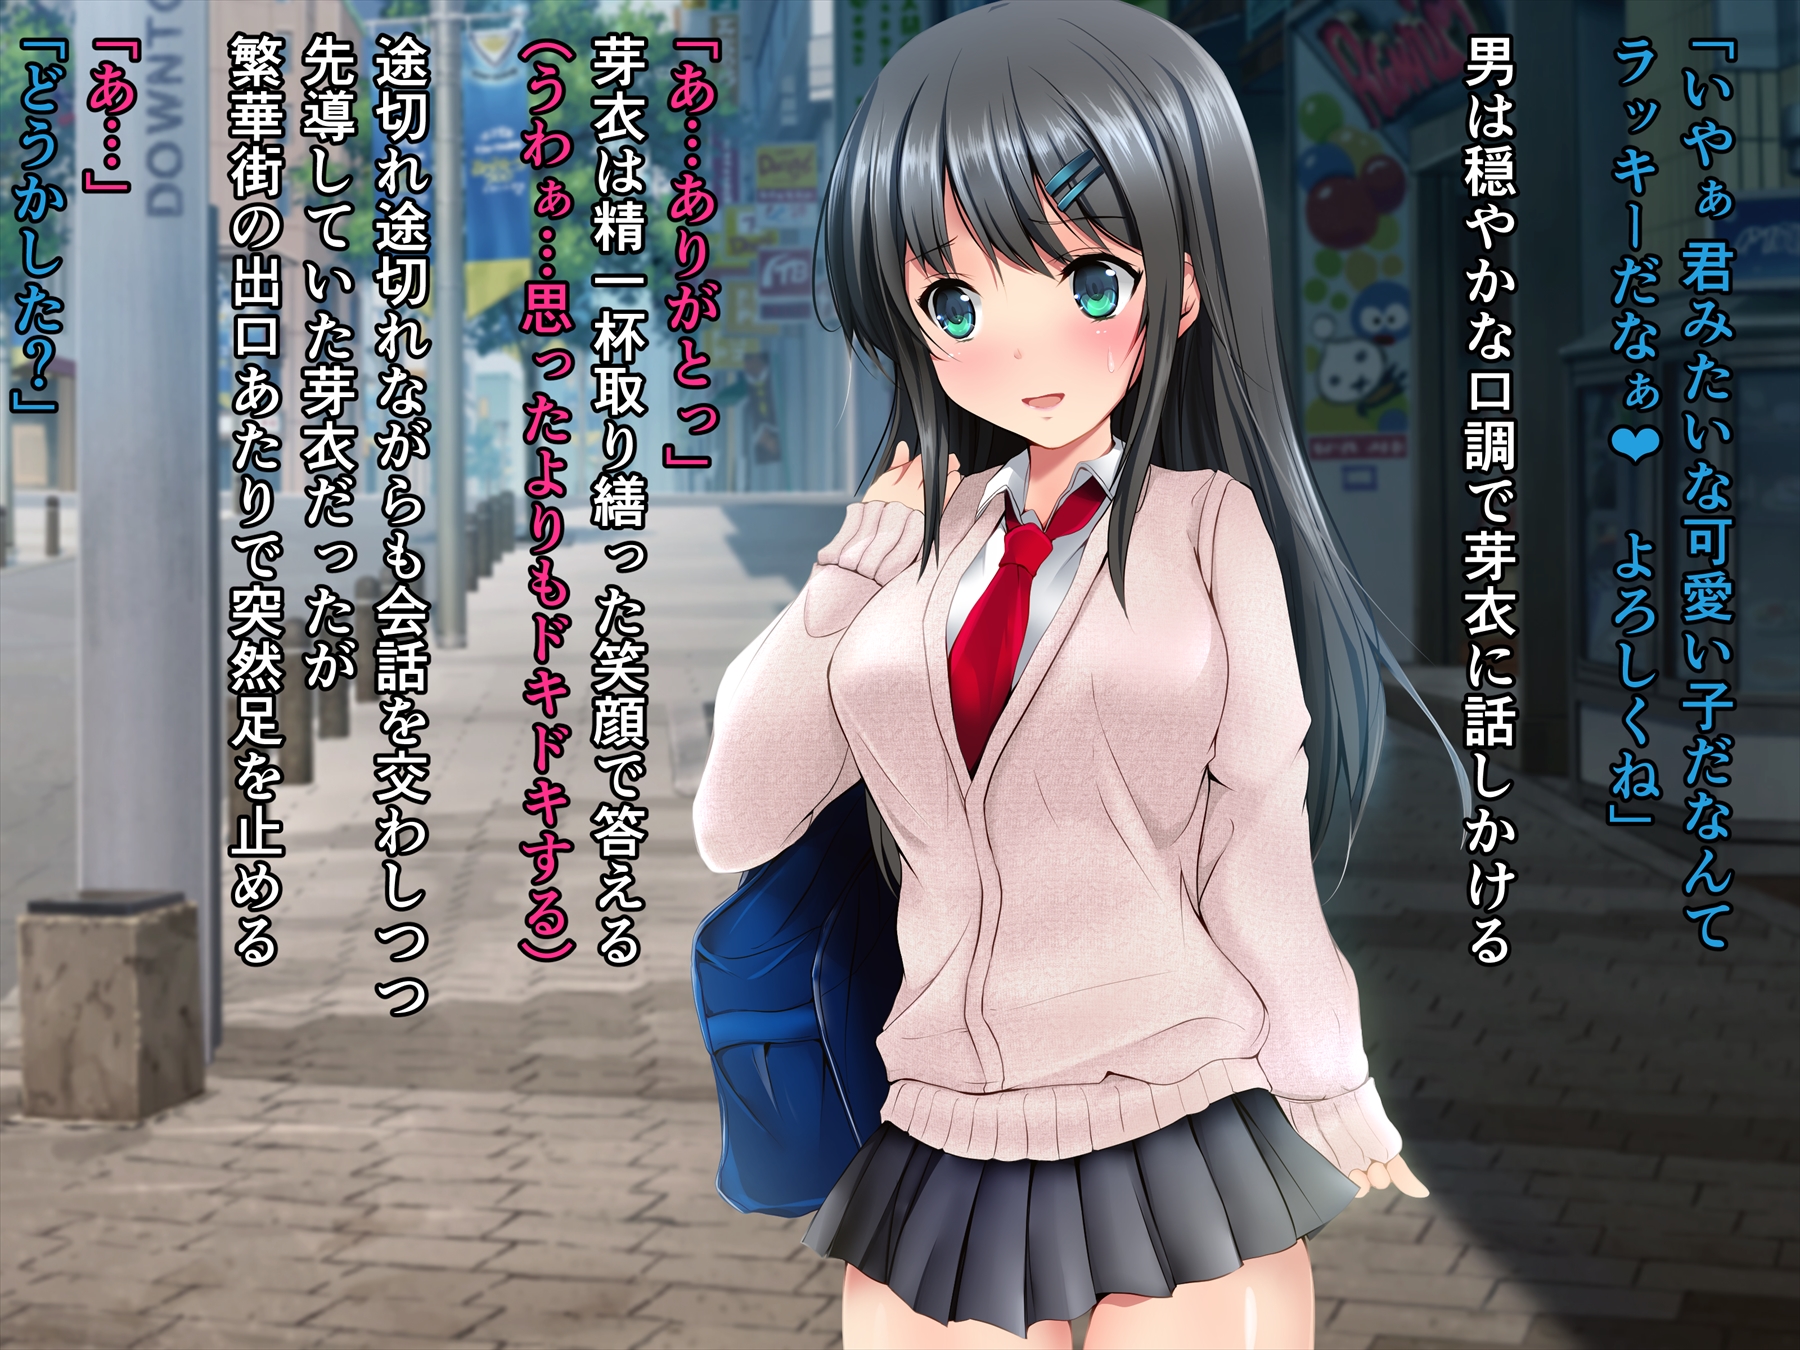 「いやぁ君みたいな可愛い子だなんて
ラッキーだなぁ❤ よろしくね」
男は穏やかな口調で芽衣に話しかける
「あ…ありがとっ」
芽衣は精一杯取り繕った笑顔で答える
（うわぁ…思ったよりもドキドキする）
途切れ途切れながらも会話を交わしつつ
先導していた芽衣だったが
繁華街の出口あたりで突然足を止める
「あ…」
「どうかした？」
DOWNTO